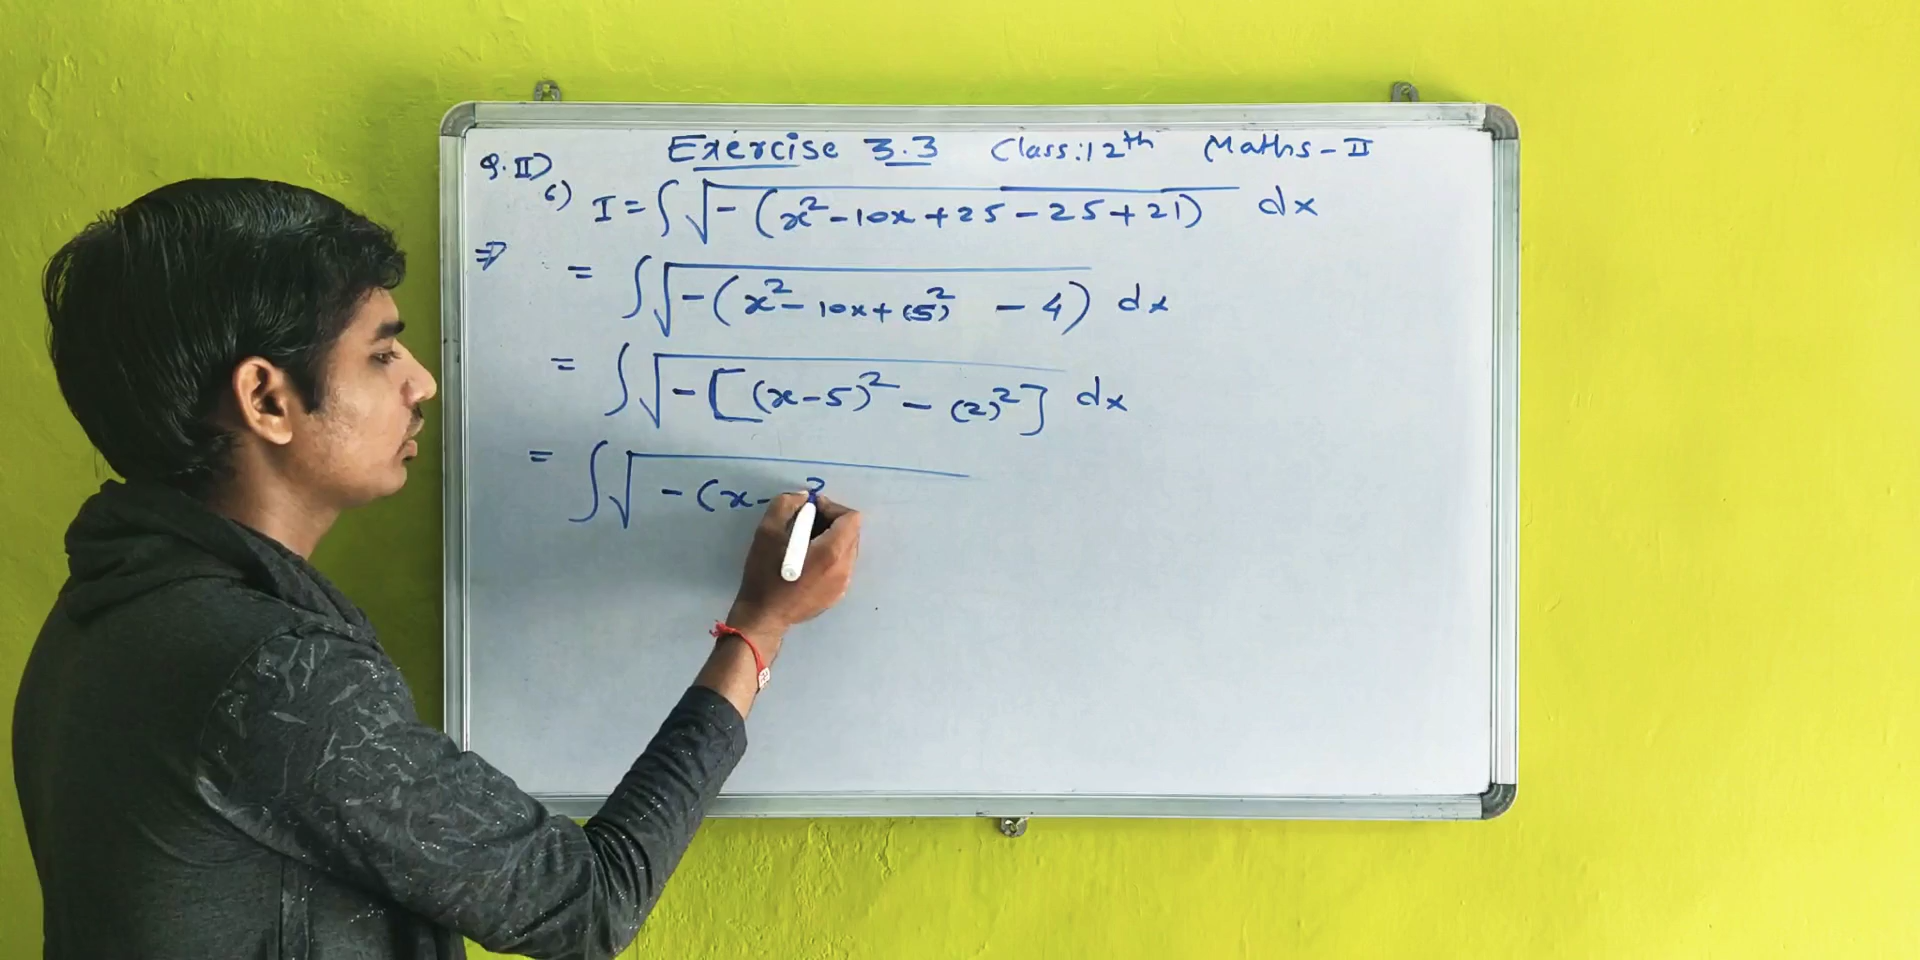 Exercise 3.3 Class:12th Maths-II
Q.II)
6) I = ∫√-(x²-10x+25-25+21) dx
⇒ = ∫√-(x²-10x+(5)² - 4) dx
= ∫√-[(x-5)² - (2)²] dx
= ∫√-(x-